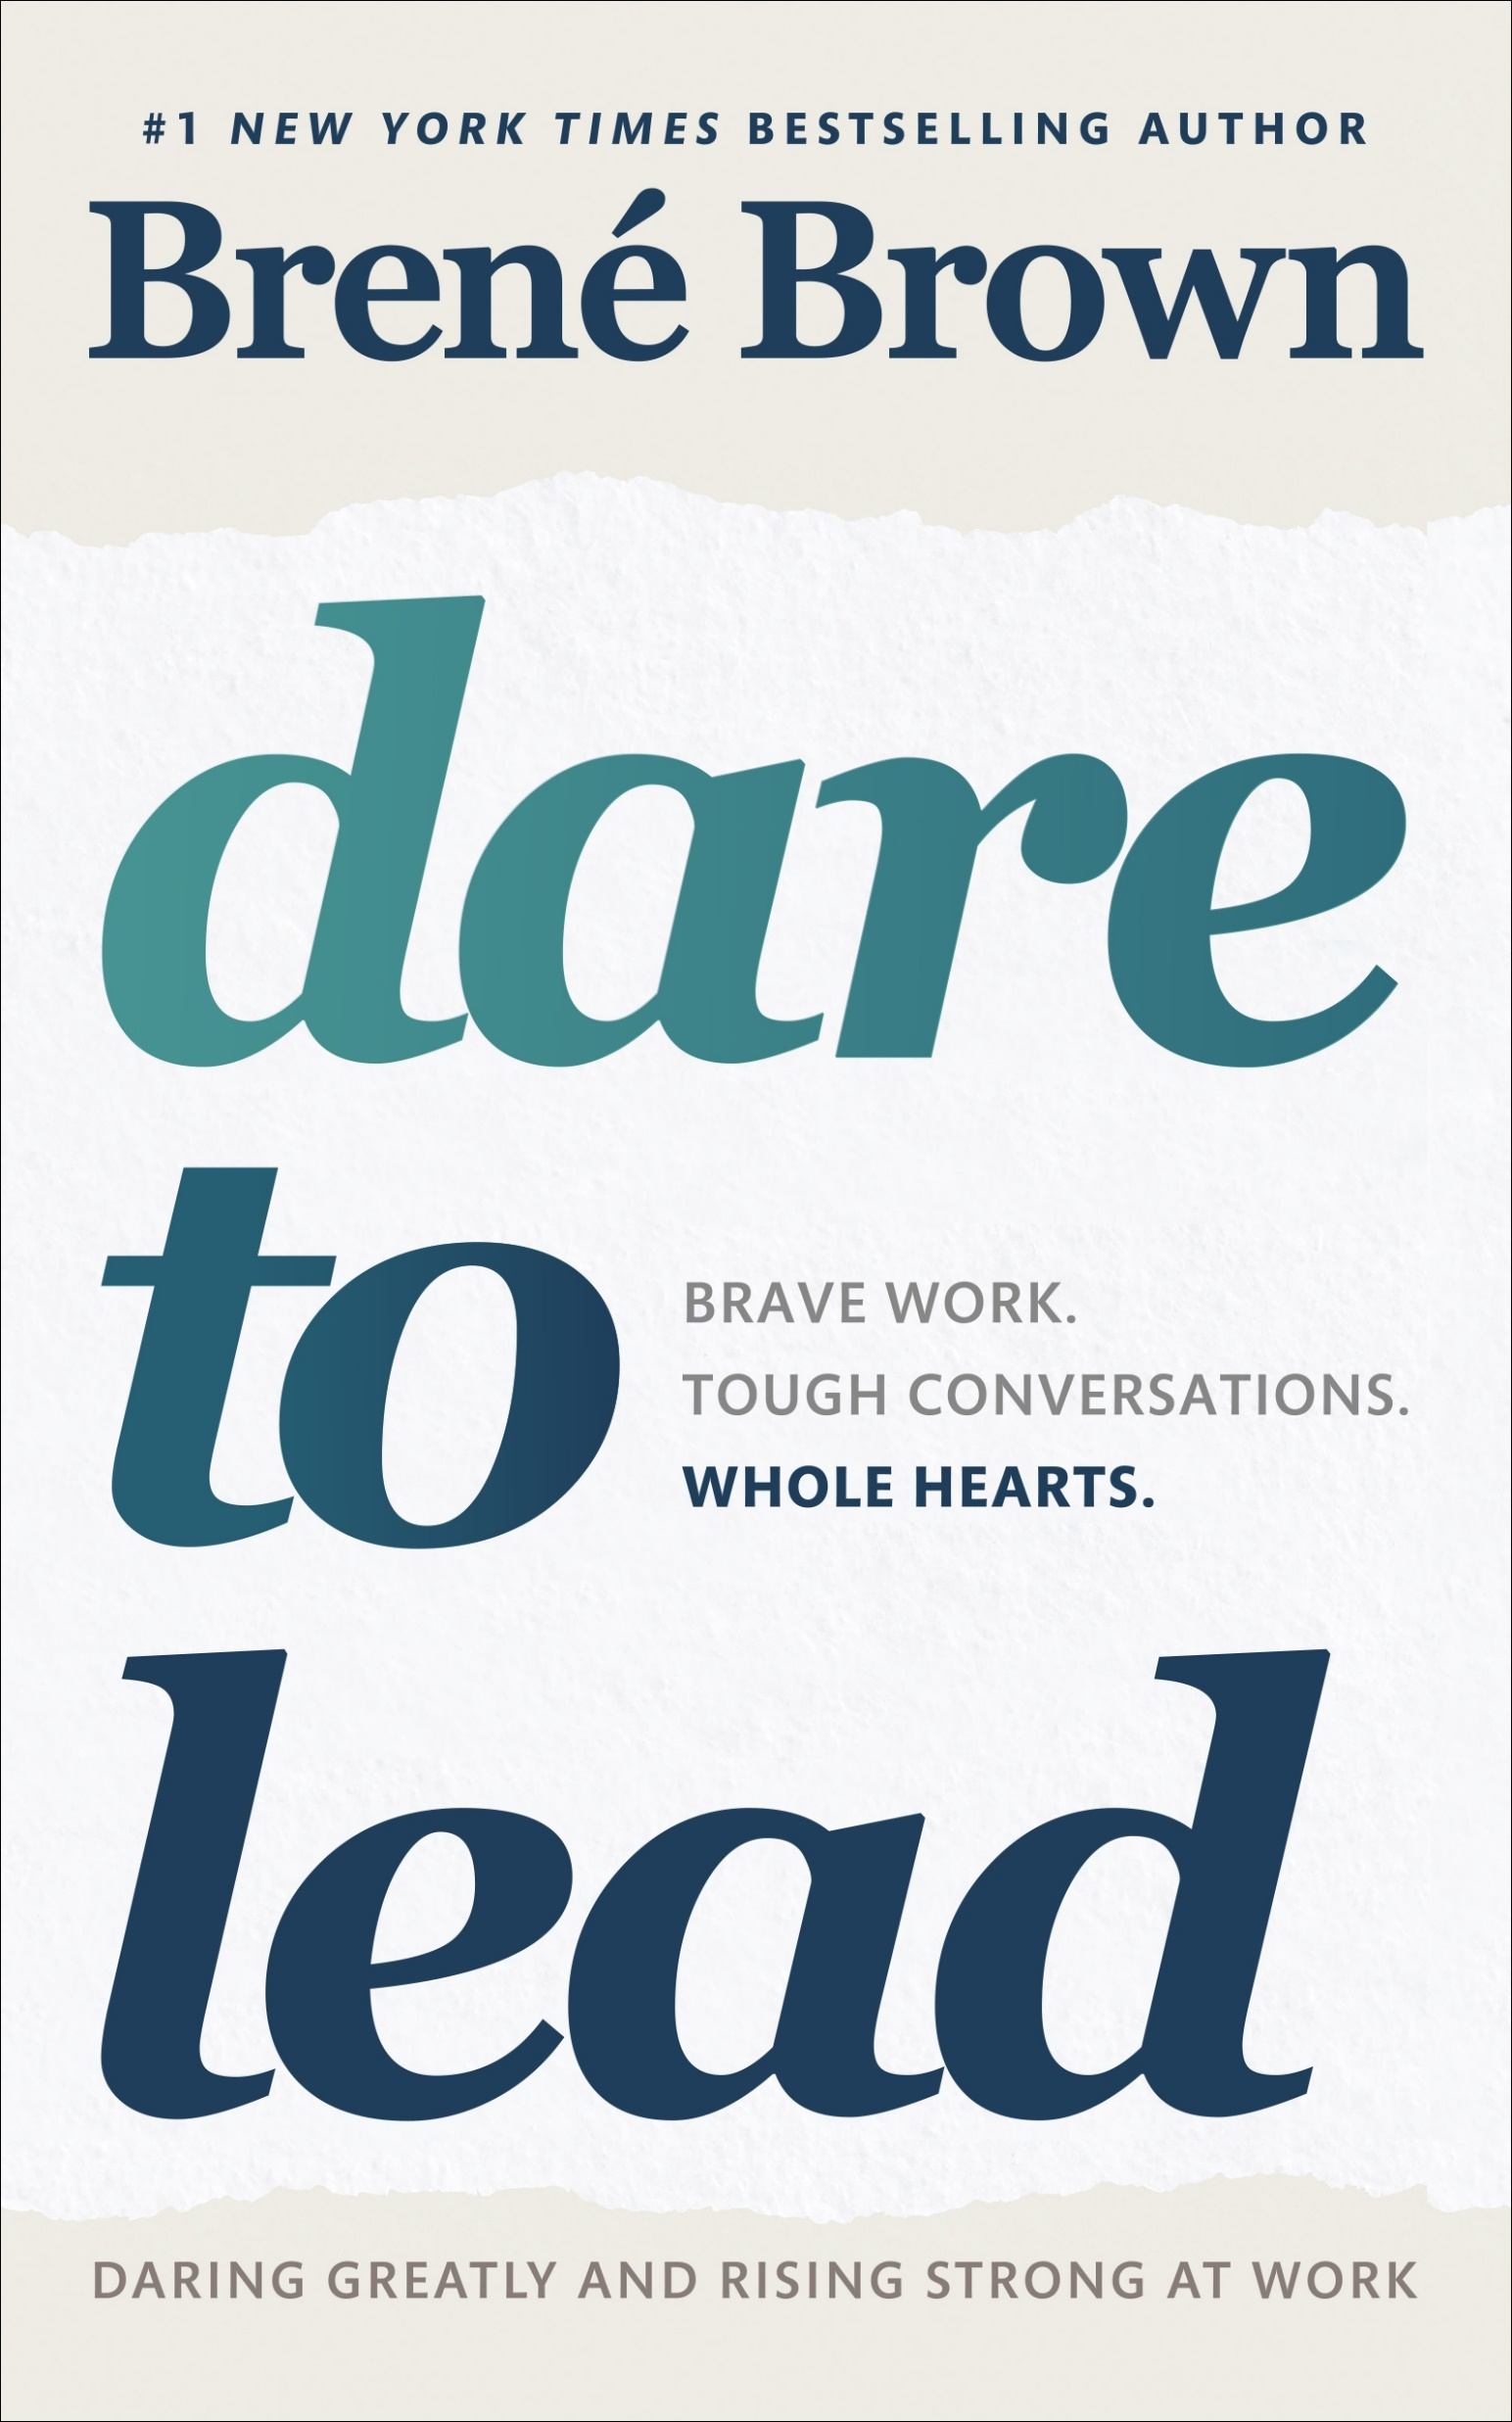 #1 NEW YORK TIMES BESTSELLING AUTHOR
Brené Brown
dare
to
BRAVE WORK.
TOUGH CONVERSATIONS.
WHOLE HEARTS.
lead
DARING GREATLY AND RISING STRONG AT WORK